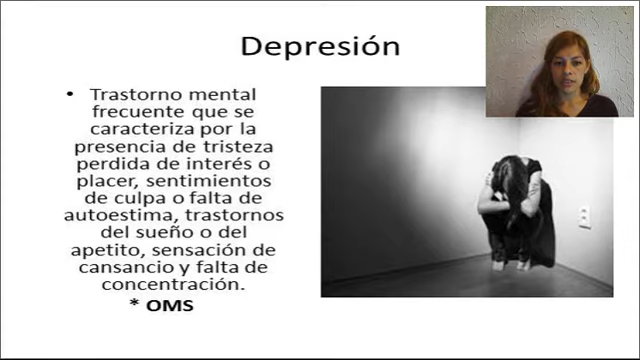 Depresión
• Trastorno mental
frecuente que se
caracteriza por la
presencia de tristeza
perdida de interés o
placer, sentimientos
de culpa o falta de
autoestima, trastornos
del sueño o del
apetito, sensación de
cansancio y falta de
concentración.
* OMS